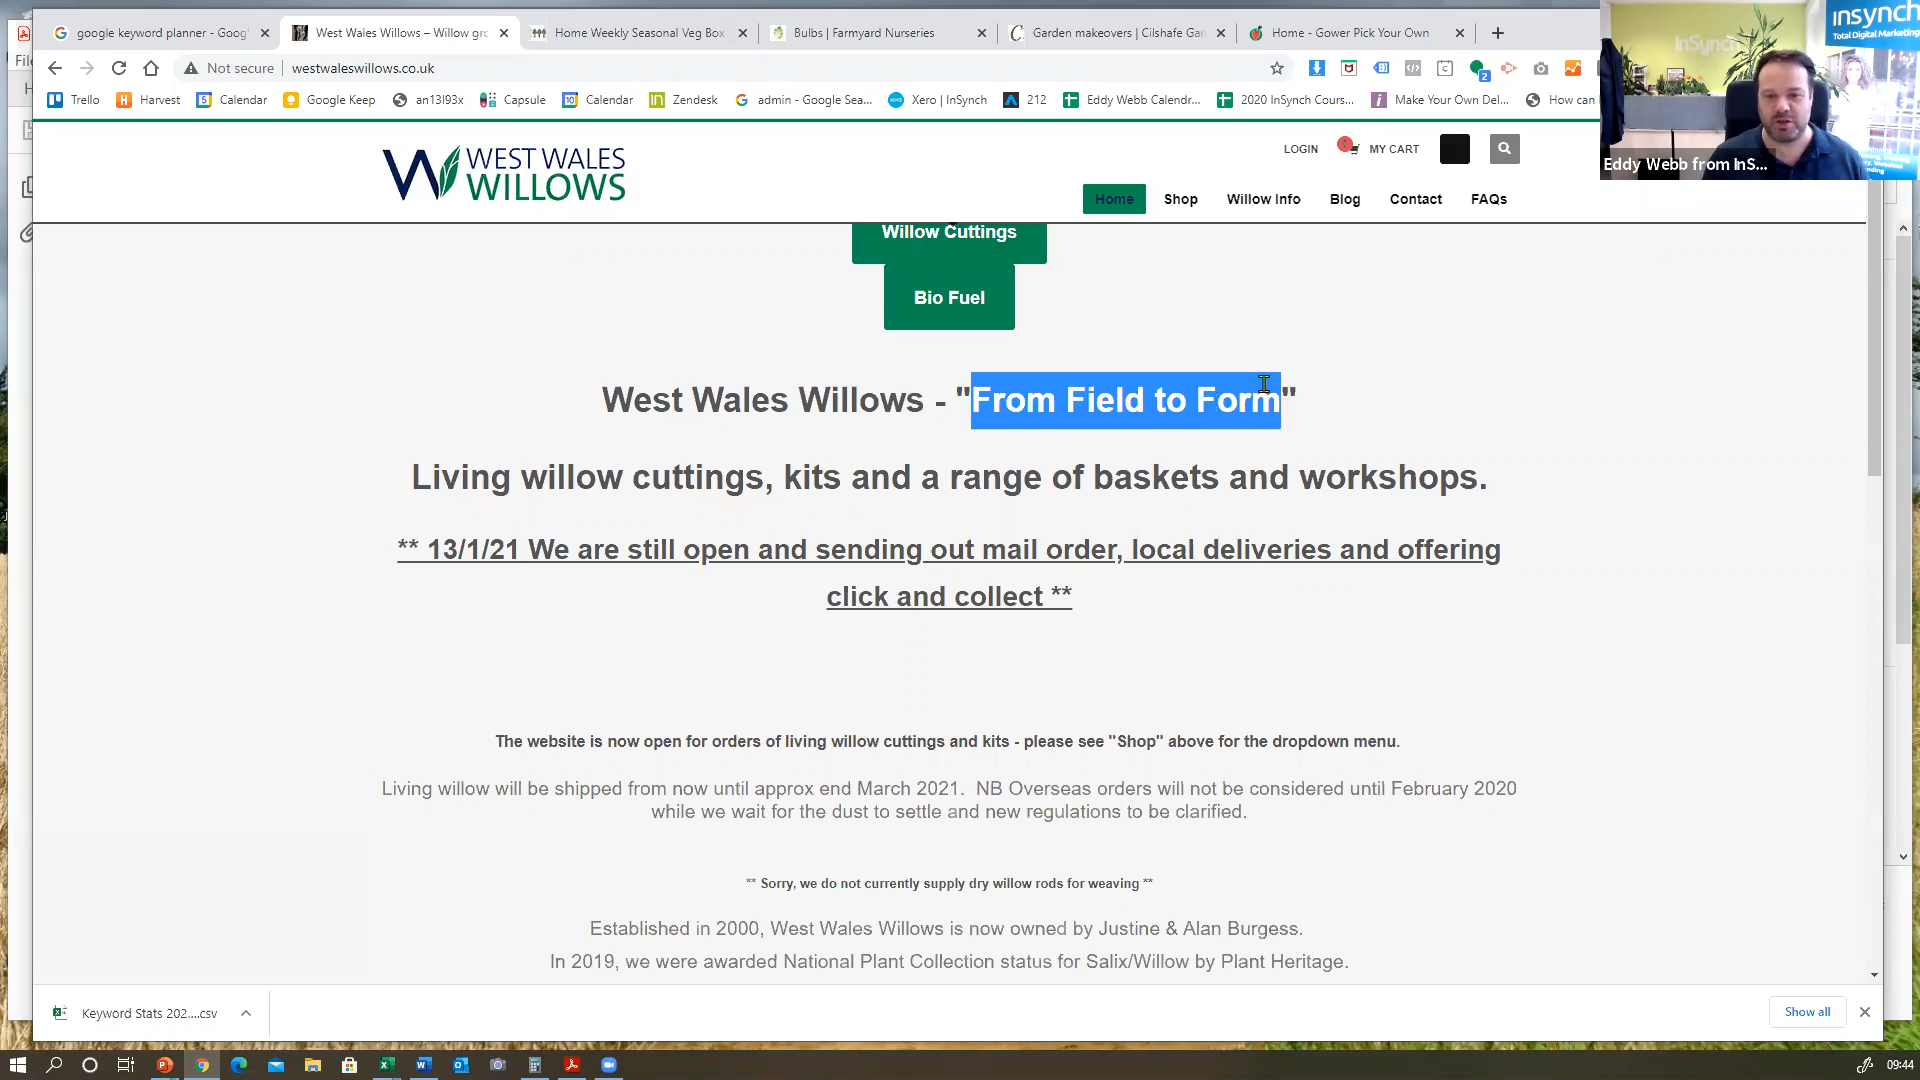 google keyword planner - Goog
West Wales Willows – Willow gro
Home Weekly Seasonal Veg Box
Bulbs | Farmyard Nurseries
Garden makeovers | Cilshafe Gar
Home - Gower Pick Your Own
Not secure
westwaleswillows.co.uk
Trello
Harvest
Calendar
Google Keep
an13l93x
Capsule
Calendar
Zendesk
admin - Google Sea...
Xero | InSynch
212
Eddy Webb Calendr...
2020 InSynch Cours...
Make Your Own Del...
How can
insynch
Total Digital Marketing
InSynch
Eddy Webb from InS...
WEST WALES
WILLOWS
LOGIN
MY CART
Home
Shop
Willow Info
Blog
Contact
FAQs
Willow Cuttings
Bio Fuel
West Wales Willows - "From Field to Form"
Living willow cuttings, kits and a range of baskets and workshops.
** 13/1/21 We are still open and sending out mail order, local deliveries and offering
click and collect **
The website is now open for orders of living willow cuttings and kits - please see "Shop" above for the dropdown menu.
Living willow will be shipped from now until approx end March 2021.  NB Overseas orders will not be considered until February 2020
while we wait for the dust to settle and new regulations to be clarified.
** Sorry, we do not currently supply dry willow rods for weaving **
Established in 2000, West Wales Willows is now owned by Justine & Alan Burgess.
In 2019, we were awarded National Plant Collection status for Salix/Willow by Plant Heritage.
Keyword Stats 202....csv
Show all
09:44